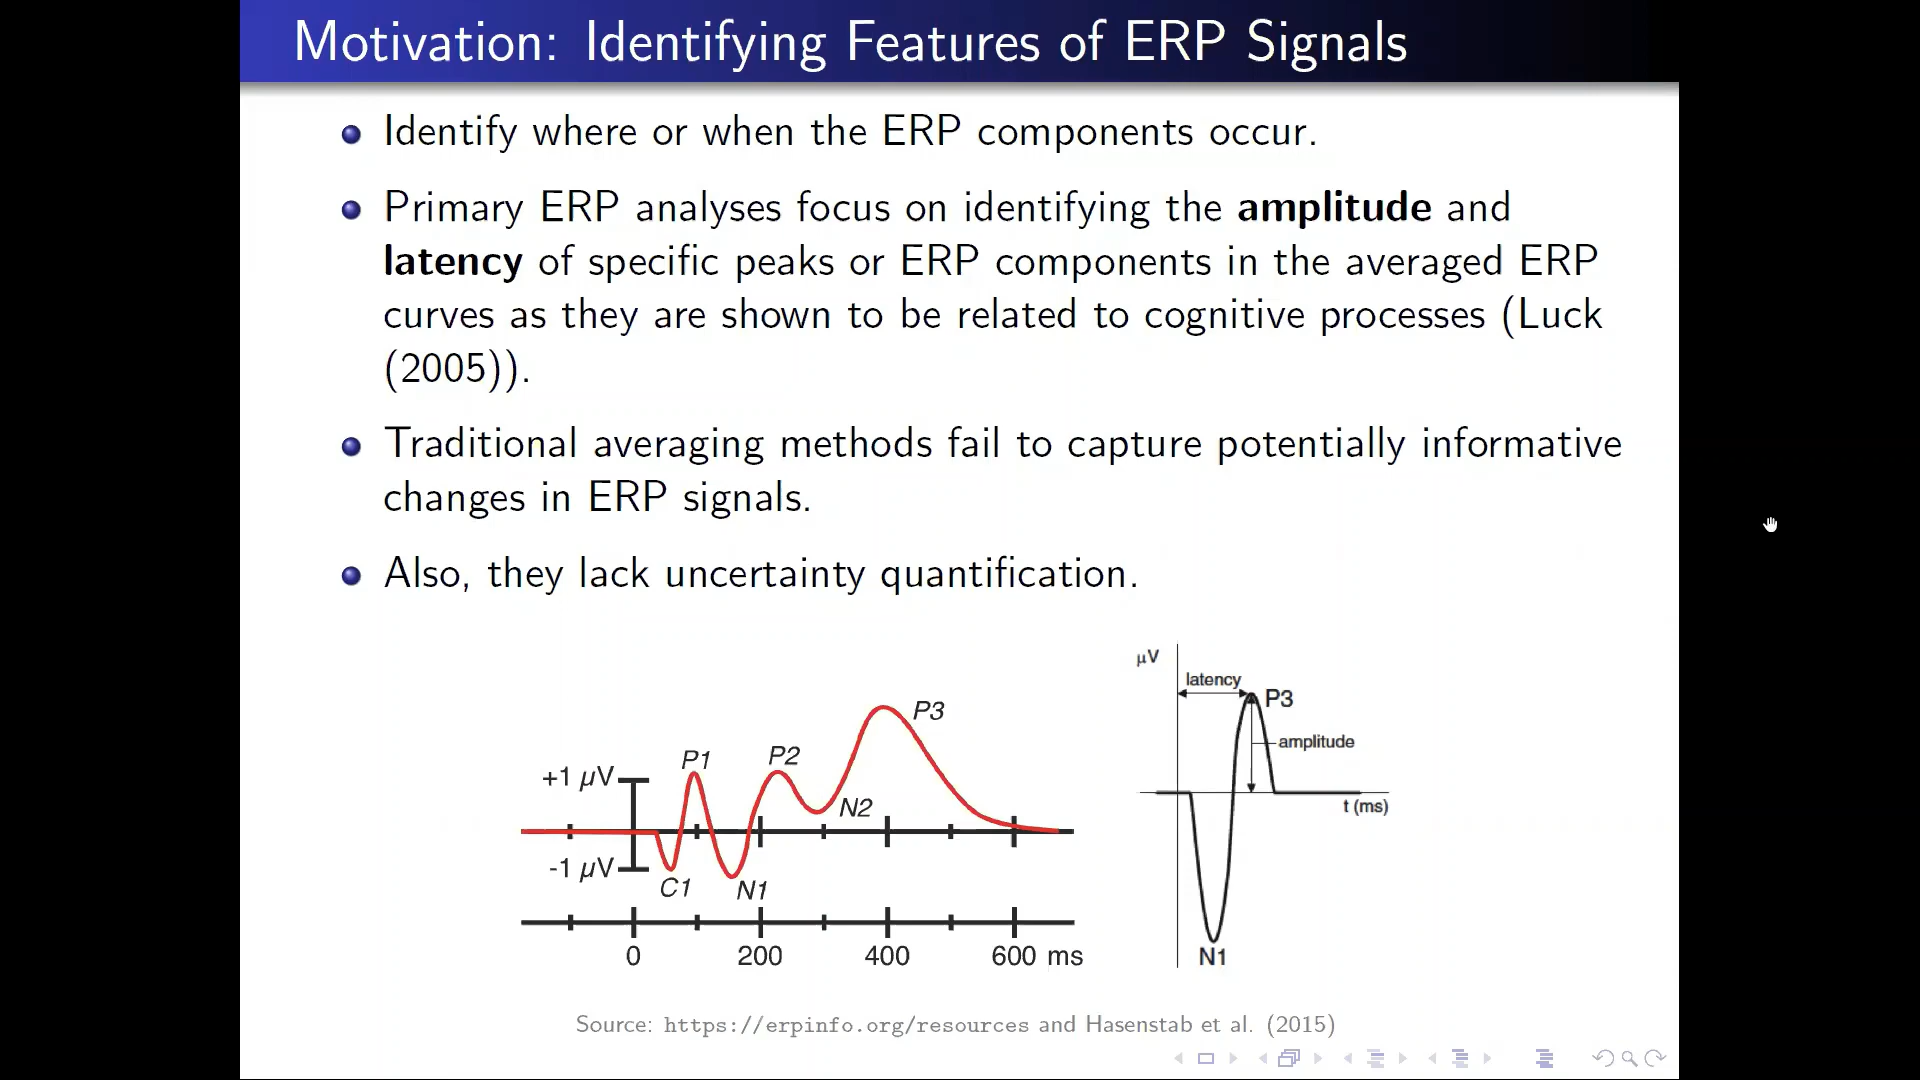 Motivation: Identifying Features of ERP Signals
Identify where or when the ERP components occur.
Primary ERP analyses focus on identifying the amplitude and
latency of specific peaks or ERP components in the averaged ERP
curves as they are shown to be related to cognitive processes (Luck
(2005)).
Traditional averaging methods fail to capture potentially informative
changes in ERP signals.
Also, they lack uncertainty quantification.
+1 μV
-1 μV
C1
P1
N1
P2
N2
P3
0 200 400 600 ms
μV
latency
P3
amplitude
t (ms)
N1
Source: https://erpinfo.org/resources and Hasenstab et al. (2015)